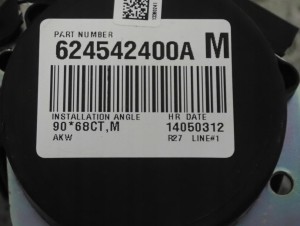 PART NUMBER
624542400A M
INSTALLATION ANGLE HR DATE
90*68CT,M 14050312
AKW R27 LINE#1